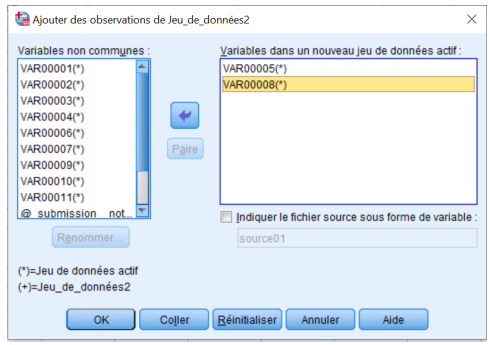 Ajouter des observations de Jeu_de_données2
Variables non communes :
VAR00001(*)
VAR00002(*)
VAR00003(*)
VAR00004(*)
VAR00006(*)
VAR00007(*)
VAR00009(*)
VAR00010(*)
VAR00011(*)
@_submission__not...
Renommer...
Paire
Variables dans un nouveau jeu de données actif :
VAR00005(*)
VAR00008(*)
Indiquer le fichier source sous forme de variable :
source01
(*)=Jeu de données actif
(+)=Jeu_de_données2
OK Coller Réinitialiser Annuler Aide